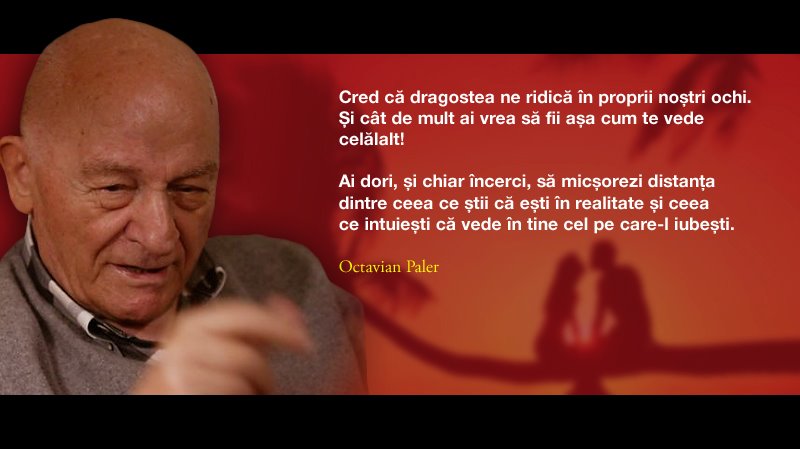 Cred că dragostea ne ridică în proprii noștri ochi.
Și cât de mult ai vrea să fii așa cum te vede
celălalt!
Ai dori, și chiar încerci, să micșorezi distanța
dintre ceea ce știi că ești în realitate și ceea
ce intuiești că vede în tine cel pe care-l iubești.
Octavian Paler